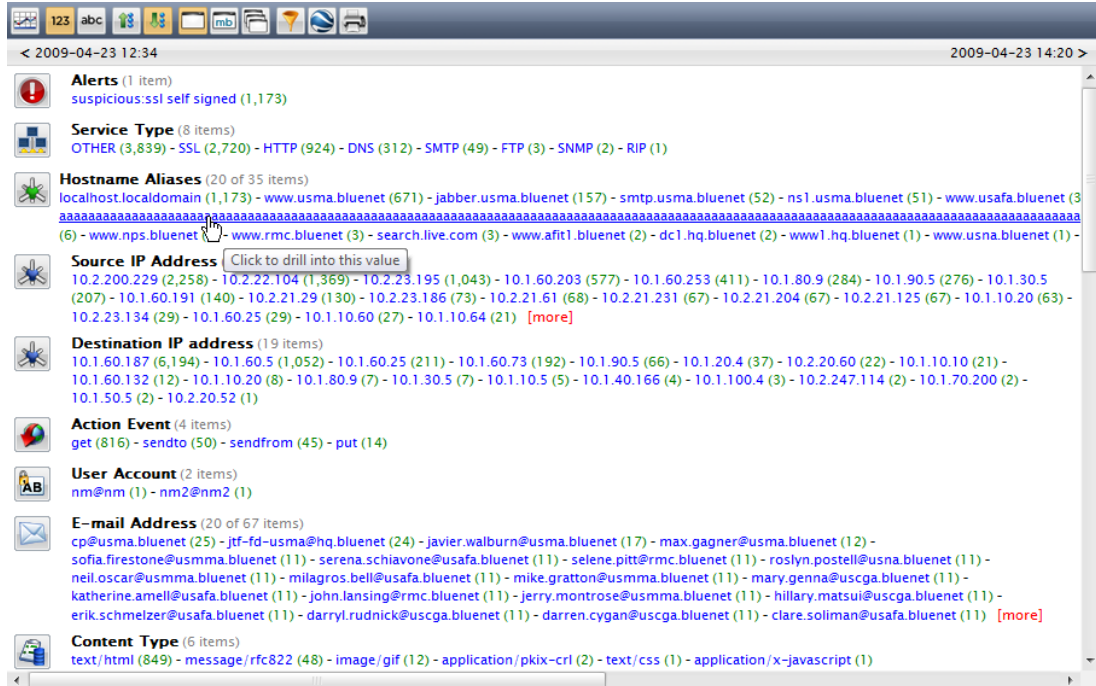 123 abc mb
< 2009-04-23 12:34 2009-04-23 14:20 >
Alerts (1 item)
suspicious:ssl self signed (1,173)
Service Type (8 items)
OTHER (3,839) - SSL (2,720) - HTTP (924) - DNS (312) - SMTP (49) - FTP (3) - SNMP (2) - RIP (1)
Hostname Aliases (20 of 35 items)
localhost.localdomain (1,173) - www.usma.bluenet (671) - jabber.usma.bluenet (157) - smtp.usma.bluenet (52) - ns1.usma.bluenet (51) - www.usafa.bluenet (3
(6) - www.nps.bluenet - www.rmc.bluenet (3) - search.live.com (3) - www.afit1.bluenet (2) - dc1.hq.bluenet (2) - www1.hq.bluenet (1) - www.usna.bluenet (1) -
Source IP Address
Click to drill into this value
10.2.200.229 (2,258) - 10.2.22.104 (1,369) - 10.2.23.195 (1,043) - 10.1.60.203 (577) - 10.1.60.253 (411) - 10.1.80.9 (284) - 10.1.90.5 (276) - 10.1.30.5
(207) - 10.1.60.191 (140) - 10.2.21.29 (130) - 10.2.23.186 (73) - 10.2.21.61 (68) - 10.2.21.231 (67) - 10.2.21.204 (67) - 10.2.21.125 (67) - 10.1.10.20 (63) -
10.2.23.134 (29) - 10.1.60.25 (29) - 10.1.10.60 (27) - 10.1.10.64 (21) [more]
Destination IP address (19 items)
10.1.60.187 (6,194) - 10.1.60.5 (1,052) - 10.1.60.25 (211) - 10.1.60.73 (192) - 10.1.90.5 (66) - 10.1.20.4 (37) - 10.2.20.60 (22) - 10.1.10.10 (21) -
10.1.60.132 (12) - 10.1.10.20 (8) - 10.1.80.9 (7) - 10.1.30.5 (7) - 10.1.10.5 (5) - 10.1.40.166 (4) - 10.1.100.4 (3) - 10.2.247.114 (2) - 10.1.70.200 (2) -
10.1.50.5 (2) - 10.2.20.52 (1)
Action Event (4 items)
get (816) - sendto (50) - sendfrom (45) - put (14)
User Account (2 items)
AB
nm@nm (1) - nm2@nm2 (1)
E-mail Address (20 of 67 items)
cp@usma.bluenet (25) - jtf-fd-usma@hq.bluenet (24) - javier.walburn@usma.bluenet (17) - max.gagner@usma.bluenet (12) -
sofia.firestone@usmma.bluenet (11) - serena.schiavone@usafa.bluenet (11) - selene.pitt@rmc.bluenet (11) - roslyn.postell@usna.bluenet (11) -
neil.oscar@usmma.bluenet (11) - milagros.bell@usafa.bluenet (11) - mike.gratton@usmma.bluenet (11) - mary.genna@uscga.bluenet (11) -
katherine.amell@usafa.bluenet (11) - john.lansing@rmc.bluenet (11) - jerry.montrose@usmma.bluenet (11) - hillary.matsui@uscga.bluenet (11) -
erik.schmelzer@usafa.bluenet (11) - darryl.rudnick@uscga.bluenet (11) - darren.cygan@uscga.bluenet (11) - clare.soliman@usafa.bluenet (11) [more]
Content Type (6 items)
text/html (849) - message/rfc822 (48) - image/gif (12) - application/pkix-crl (2) - text/css (1) - application/x-javascript (1)